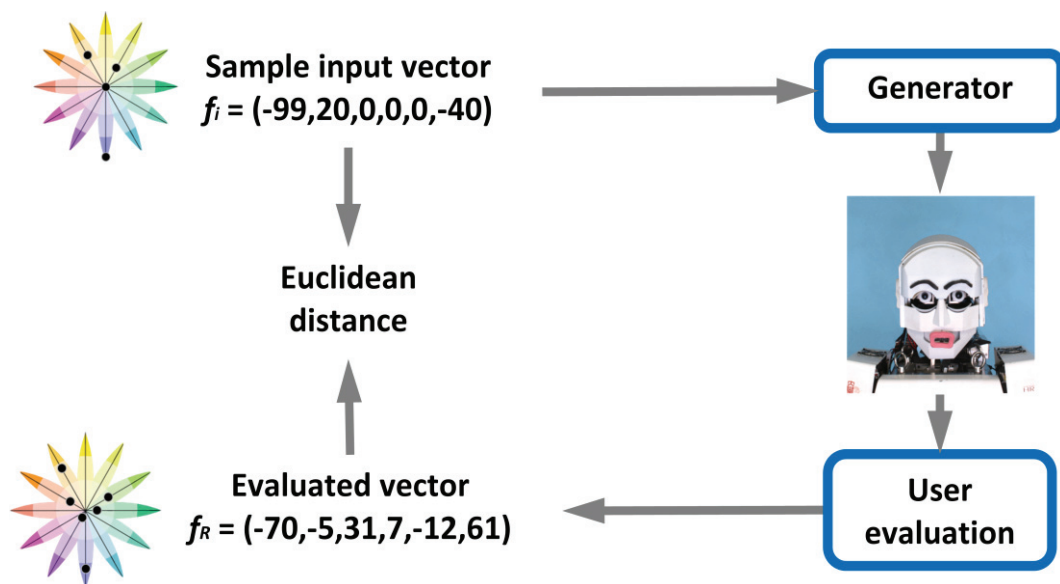 Sample input vector
fi = (-99,20,0,0,0,-40)
Generator
Euclidean
distance
Evaluated vector
fR = (-70,-5,31,7,-12,61)
User
evaluation